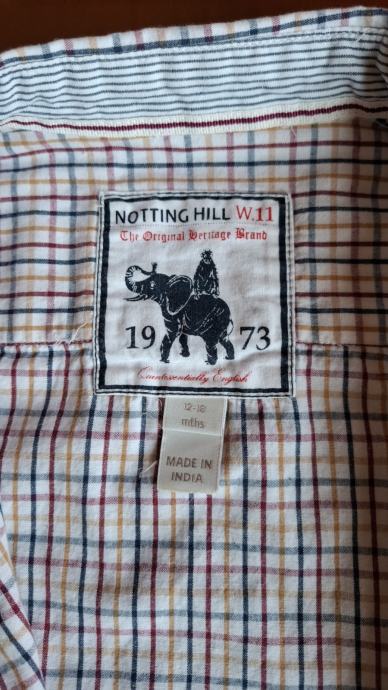 NOTTING HILL W.11
The Original Heritage Brand
19 73
Quintessentially English
12-18
mths
MADE IN
INDIA